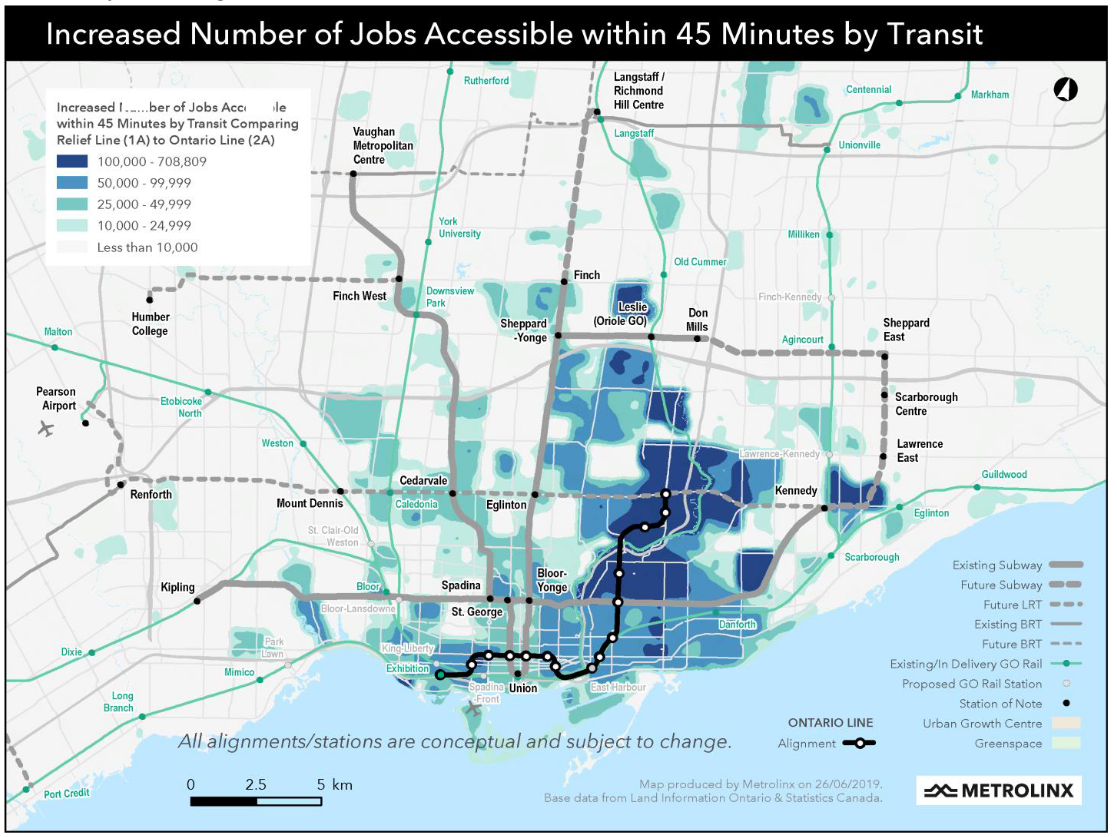 Increased Number of Jobs Accessible within 45 Minutes by Transit
Increased
within 45 Minutes by Transit Comparing
Relief Line (1A) to Ontario Line (2A)
100,000 - 708,809
50,000 - 99,999
25,000 - 49,999
10,000 - 24,999
Less than 10,000
Rutherford
Langstaff /
Richmond
Hill Centre
Centennial
Markham
Vaughan
Metropolitan
Centre
Langstaff
Unionville
York
University
Milliken
Old Cummer
Finch
Finch West
Downsview
Park
Humber
College
Leslie
(Oriole GO)
Finch-Kennedy
Don
Mills
Sheppard
-Yonge
Sheppard
East
Malton
Agincourt
Pearson
Airport
Etobicoke
North
Scarborough
Centre
Weston
Lawrence-Kennedy
Lawrence
East
Cedarvale
Guildwood
Renforth
Mount Dennis
Caledonia
Eglinton
Kennedy
Eglinton
St. Clair-Old
Weston
Scarborough
Kipling
Bloor
Spadina
Bloor-
Yonge
Bloor-Lansdowne
St. George
Danforth
Dixie
Park
Lawn
King-Liberty
Mimico
Exhibition
Spadina
-Front
Union
East Harbour
Long
Branch
Port Credit
Existing Subway
Future Subway
Future LRT
Existing BRT
Future BRT
Existing/In Delivery GO Rail
Proposed GO Rail Station
Station of Note
ONTARIO LINE
Urban Growth Centre
Alignment
Greenspace
All alignments/stations are conceptual and subject to change.
0 2.5 5 km
Map produced by Metrolinx on 26/06/2019.
Base data from Land Information Ontario & Statistics Canada.
METROLINX